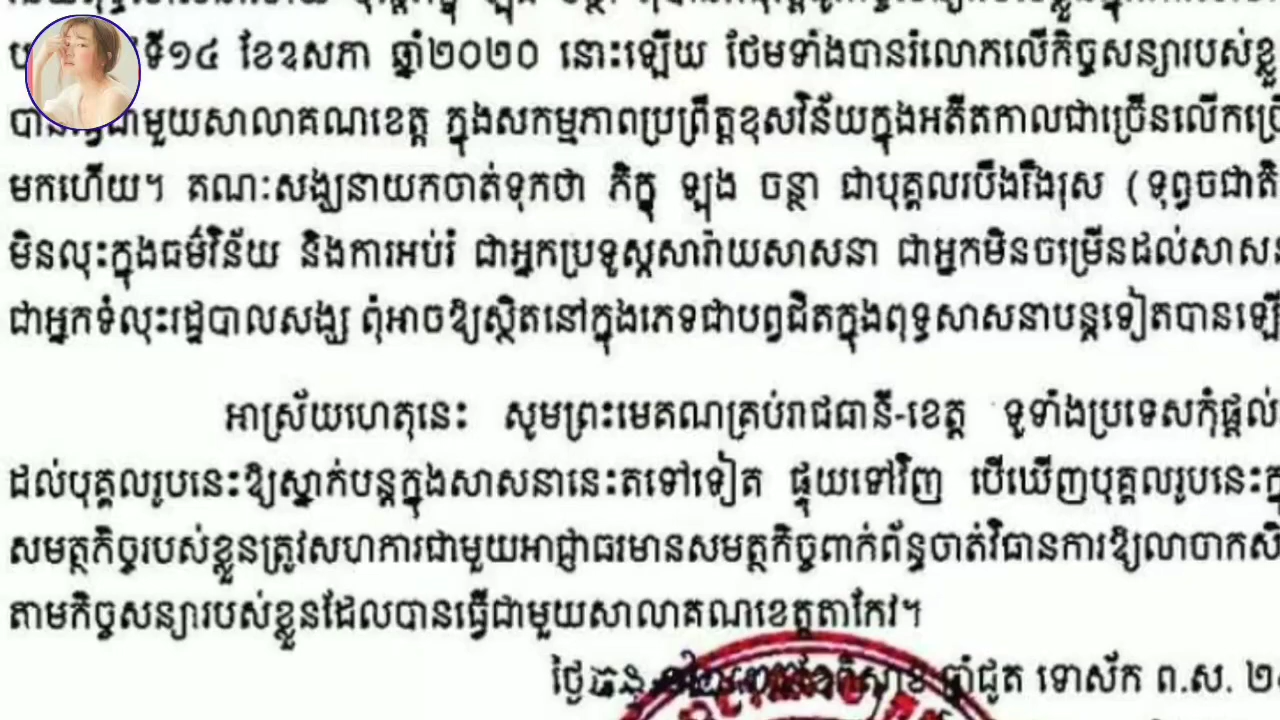 ទី១៤ ខែឧសភា ឆ្នាំ២០២០ នោះឡើយ ថែមទាំងបានរំលោភលើកិច្ចសន្យារបស់ខ្លួ
ជាមួយសាលាគណខេត្ត ក្នុងសកម្មភាពប្រព្រឹត្តខុសវិន័យក្នុងអតីតកាលជាច្រើនលើកច្រើ
មកហើយ។ គណៈសង្ឃនាយកចាត់ទុកថា ភិក្ខុ ឡុង ចន្ថា ជាបុគ្គលរបឹងរឹងរុស (ទុព្វចជាតិ
មិនលុះក្នុងធម៌វិន័យ និងការអប់រំ ជាអ្នកប្រទូស្តសារ៉ាយសាសនា ជាអ្នកមិនចម្រើនដល់សាសន
ជាអ្នកទំលុះរដ្ឋបាលសង្ឃ ពុំអាចឱ្យស្ថិតនៅក្នុងភេទជាបព្វជិតក្នុងពុទ្ធសាសនាបន្តទៀតបានឡើ
អាស្រ័យហេតុនេះ សូមព្រះមេគណគ្រប់រាជធានី-ខេត្ត ទូទាំងប្រទេសកុំផ្តល់
ដល់បុគ្គលរូបនេះឱ្យស្នាក់បន្តក្នុងសាសនានេះតទៅទៀត ផ្ទុយទៅវិញ បើឃើញបុគ្គលរូបនេះក្នុ
សមត្ថកិច្ចរបស់ខ្លួនត្រូវសហការជាមួយអាជ្ញាធរមានសមត្ថកិច្ចពាក់ព័ន្ធចាត់វិធានការឱ្យលាចាកសិ
តាមកិច្ចសន្យារបស់ខ្លួនដែលបានធ្វើជាមួយសាលាគណខេត្តតាកែវ។
ថ្ងៃ ឆ្នាំជូត ទោស័ក ព.ស. ២